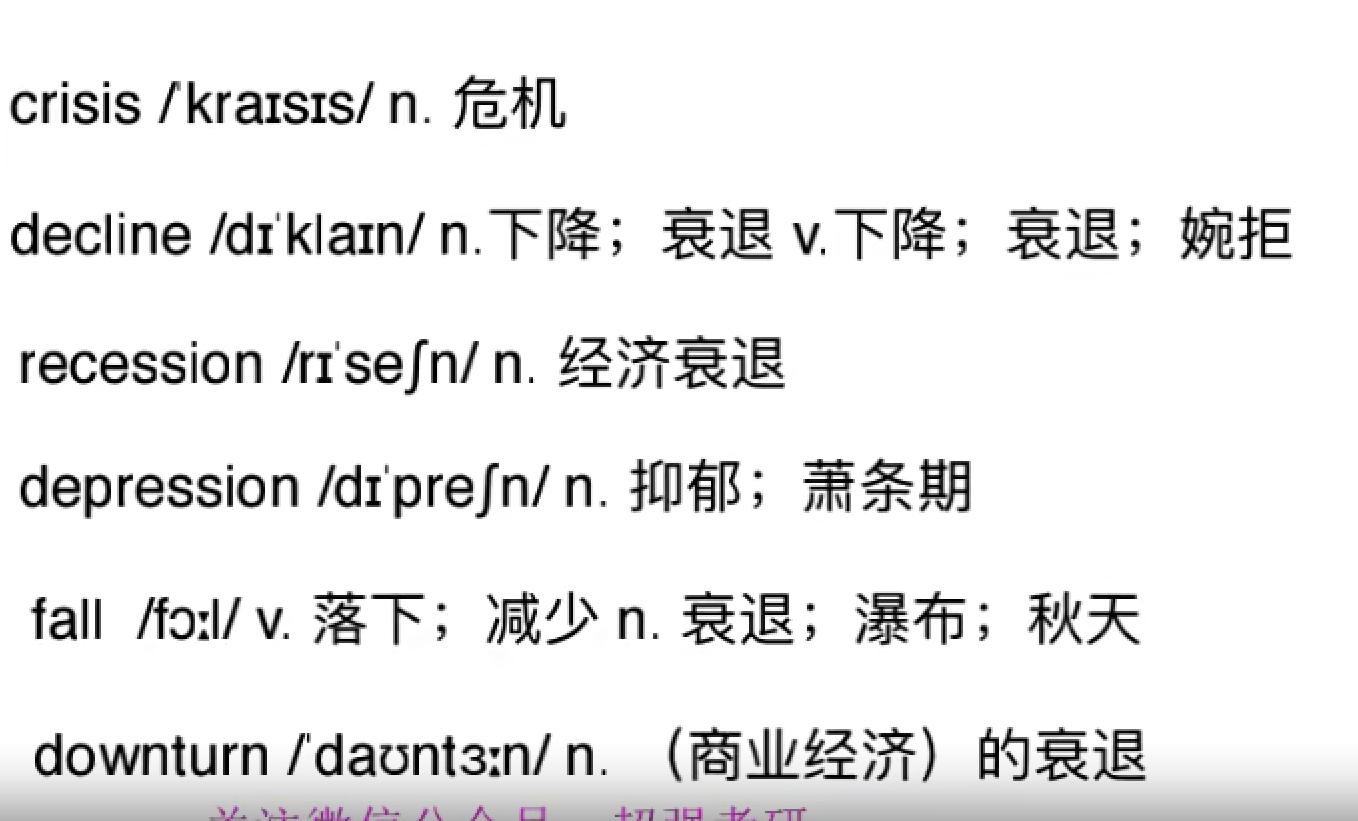 crisis /ˈkraɪsɪs/ n. 危机
decline /dɪˈklaɪn/ n.下降；衰退 v.下降；衰退；婉拒
recession /rɪˈseʃn/ n. 经济衰退
depression /dɪˈpreʃn/ n. 抑郁；萧条期
fall /fɔːl/ v. 落下；减少 n. 衰退；瀑布；秋天
downturn /ˈdaʊntɜːn/ n. （商业经济）的衰退